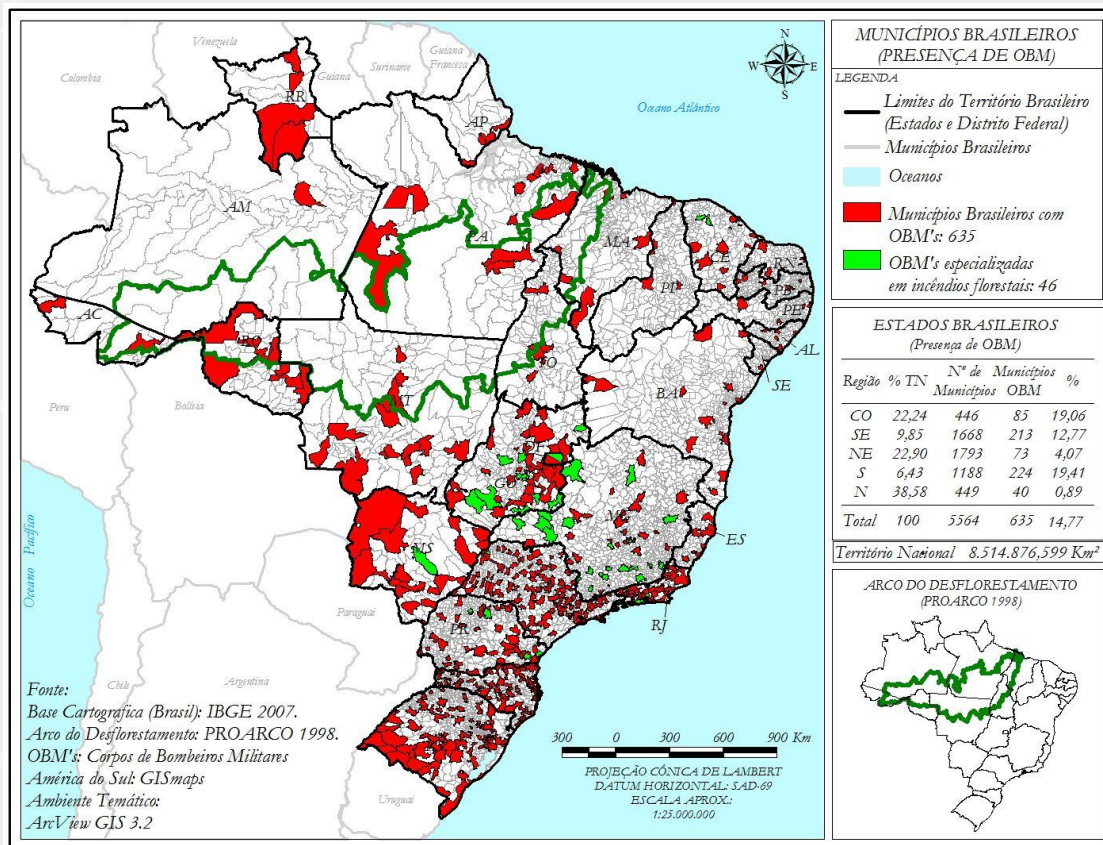 Venezuela
Colombia
Guiana
Suriname
Guiana
Francesa
Oceano Atlântico
N
W E
S
RR
AP
AM
PA
MA
CE
RN
PB
PE
AL
SE
PI
AC
RO
TO
MT
BA
DF
GO
MG
ES
MS
RJ
PR
Peru
Bolivia
Oceano Pacífico
Chile
Argentina
Paraguai
Uruguai
Fonte:
Base Cartografica (Brasil): IBGE 2007.
Arco do Desflorestamento: PROARCO 1998.
OBM's: Corpos de Bombeiros Militares
América do Sul: GISmaps
Ambiente Temático:
ArcView GIS 3.2
300 0 300 600 900 Km
PROJEÇÃO CÔNICA DE LAMBERT
DATUM HORIZONTAL: SAD-69
ESCALA APROX.:
1:25.000.000
MUNICÍPIOS BRASILEIROS
(PRESENÇA DE OBM)
LEGENDA
Limites do Território Brasileiro
(Estados e Distrito Federal)
Municípios Brasileiros
Oceanos
Municípios Brasileiros com
OBM's: 635
OBM's especializadas
em incêndios florestais: 46
ESTADOS BRASILEIROS
(Presença de OBM)
Região % TN Nº de Municípios Municípios OBM %
CO 22,24 446 85 19,06
SE 9,85 1668 213 12,77
NE 22,90 1793 73 4,07
S 6,43 1188 224 19,41
N 38,58 449 40 0,89
Total 100 5564 635 14,77
Território Nacional 8.514.876,599 Km²
ARCO DO DESFLORESTAMENTO
(PROARCO 1998)